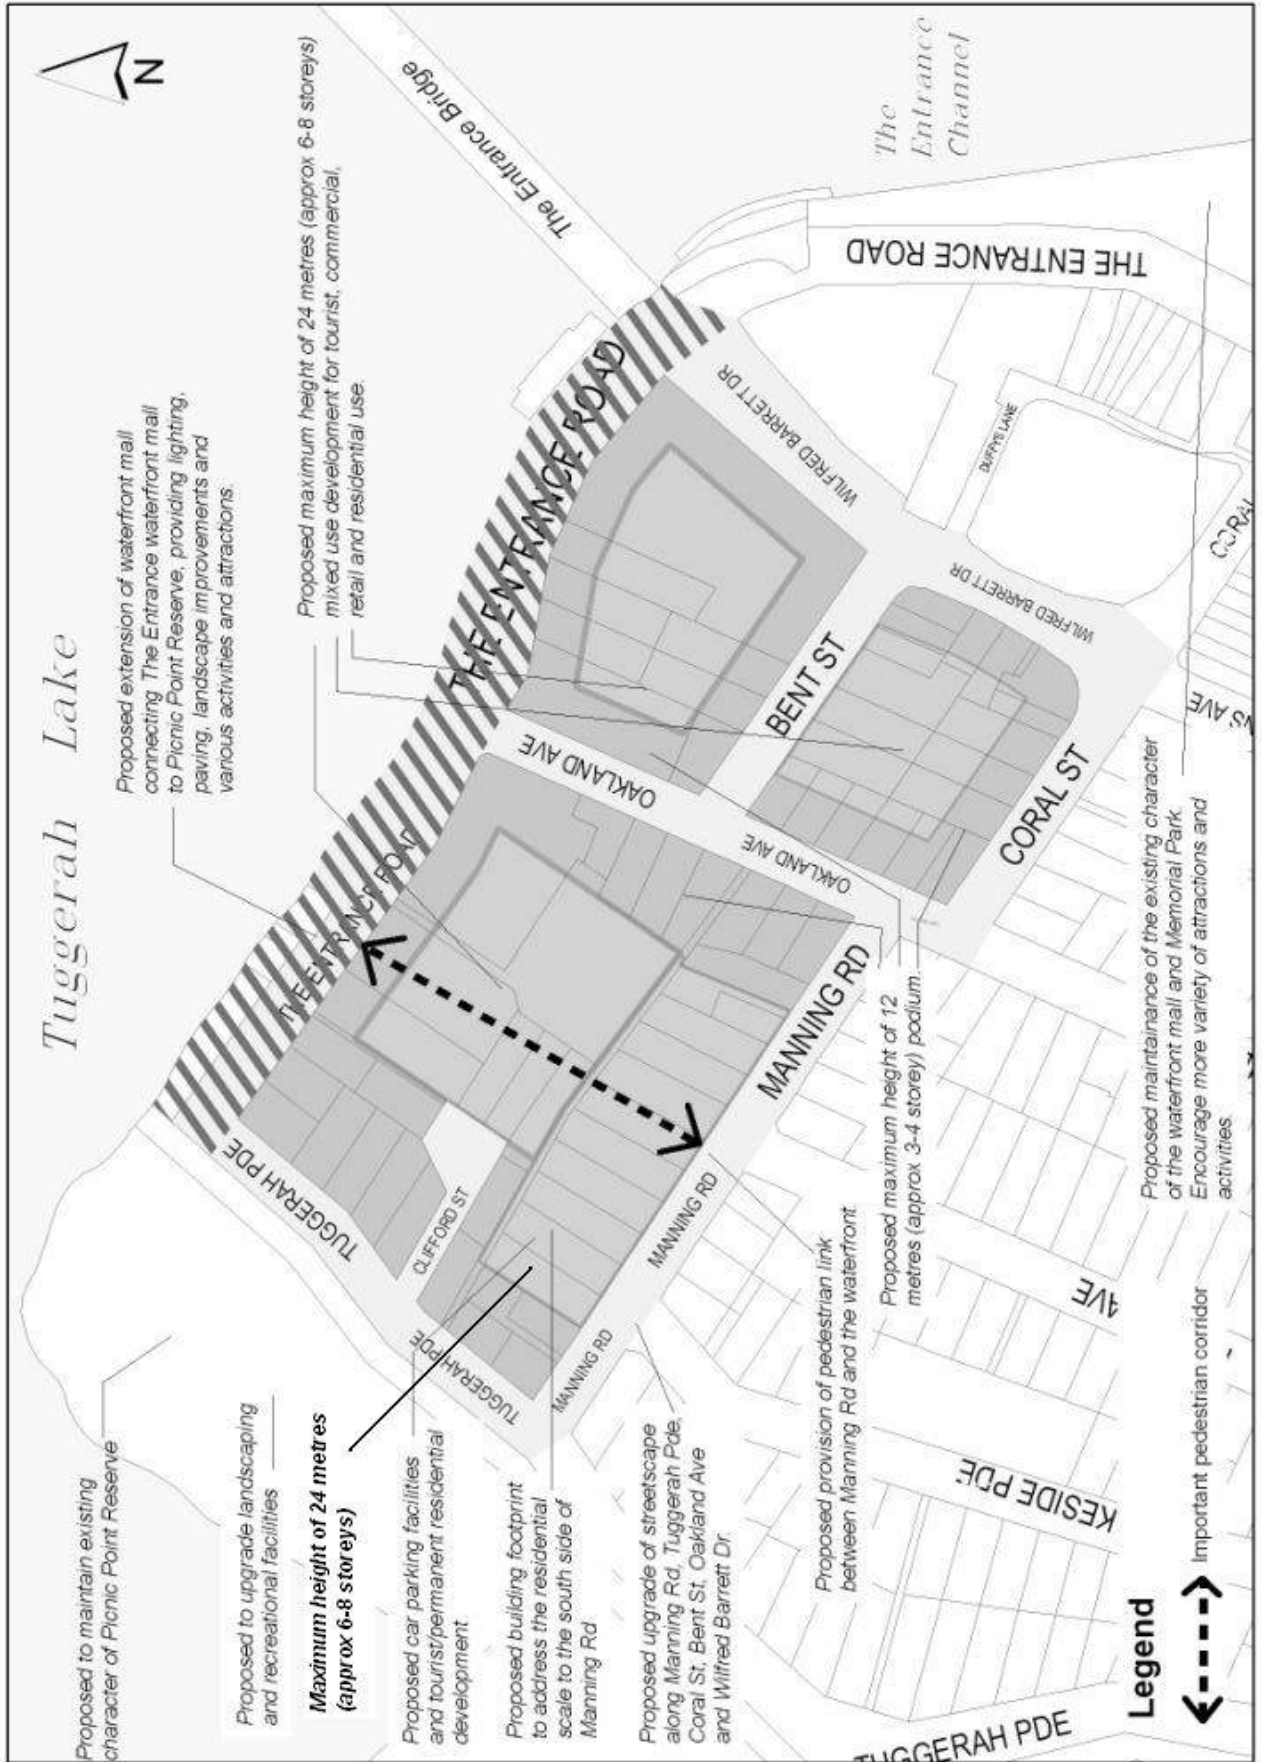 N
Tuggerah Lake
The Entrance Bridge
The
Entrance
Channel
Proposed to maintain existing
character of Picnic Point Reserve
Proposed to upgrade landscaping
and recreational facilities
Maximum height of 24 metres
(approx 6-8 storeys)
Proposed car parking facilities
and tourist/permanent residential
development
Proposed building footprint
to address the residential
scale to the south side of
Manning Rd
Proposed upgrade of streetscape
along Manning Rd, Tuggerah Pde,
Coral St, Bent St, Oakland Ave
and Wilfred Barrett Dr.
Proposed extension of waterfront mall
connecting The Entrance waterfront mall
to Picnic Point Reserve, providing lighting,
paving, landscape improvements and
various activities and attractions.
Proposed maximum height of 24 metres (approx 6-8 storeys)
mixed use development for tourist, commercial,
retail and residential use.
Proposed provision of pedestrian link
between Manning Rd and the waterfront.
Proposed maximum height of 12
metres (approx 3-4 storey) podium.
Proposed maintainance of the existing character
of the waterfront mall and Memorial Park.
Encourage more variety of attractions and
activities.
THE ENTRANCE ROAD
THE ENTRANCE ROAD
THE ENTRANCE ROAD
TUGGERAH PDE
CLIFFORD ST
TUGGERAH PDE
TUGGERAH PDE
MANNING RD
MANNING RD
MANNING RD
OAKLAND AVE
OAKLAND AVE
BENT ST
CORAL ST
WILFRED BARRETT DR
WILFRED BARRETT DR
WILFRED BARRETT DR
DUFFYS LANE
CORAL
NS AVE
AVE
KESIDE PDE
TUGGERAH PDE
Legend
Important pedestrian corridor